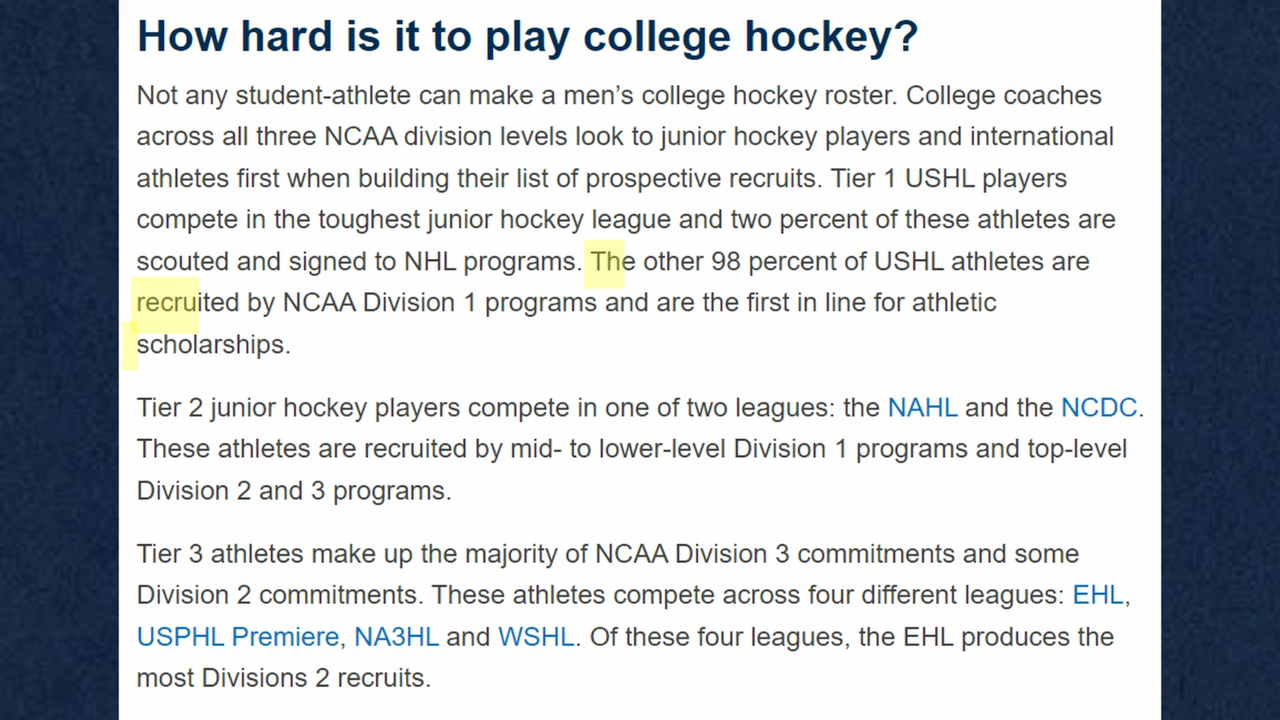 How hard is it to play college hockey?
Not any student-athlete can make a men’s college hockey roster. College coaches
across all three NCAA division levels look to junior hockey players and international
athletes first when building their list of prospective recruits. Tier 1 USHL players
compete in the toughest junior hockey league and two percent of these athletes are
scouted and signed to NHL programs. The other 98 percent of USHL athletes are
recruited by NCAA Division 1 programs and are the first in line for athletic
scholarships.
Tier 2 junior hockey players compete in one of two leagues: the NAHL and the NCDC.
These athletes are recruited by mid- to lower-level Division 1 programs and top-level
Division 2 and 3 programs.
Tier 3 athletes make up the majority of NCAA Division 3 commitments and some
Division 2 commitments. These athletes compete across four different leagues: EHL,
USPHL Premiere, NA3HL and WSHL. Of these four leagues, the EHL produces the
most Divisions 2 recruits.